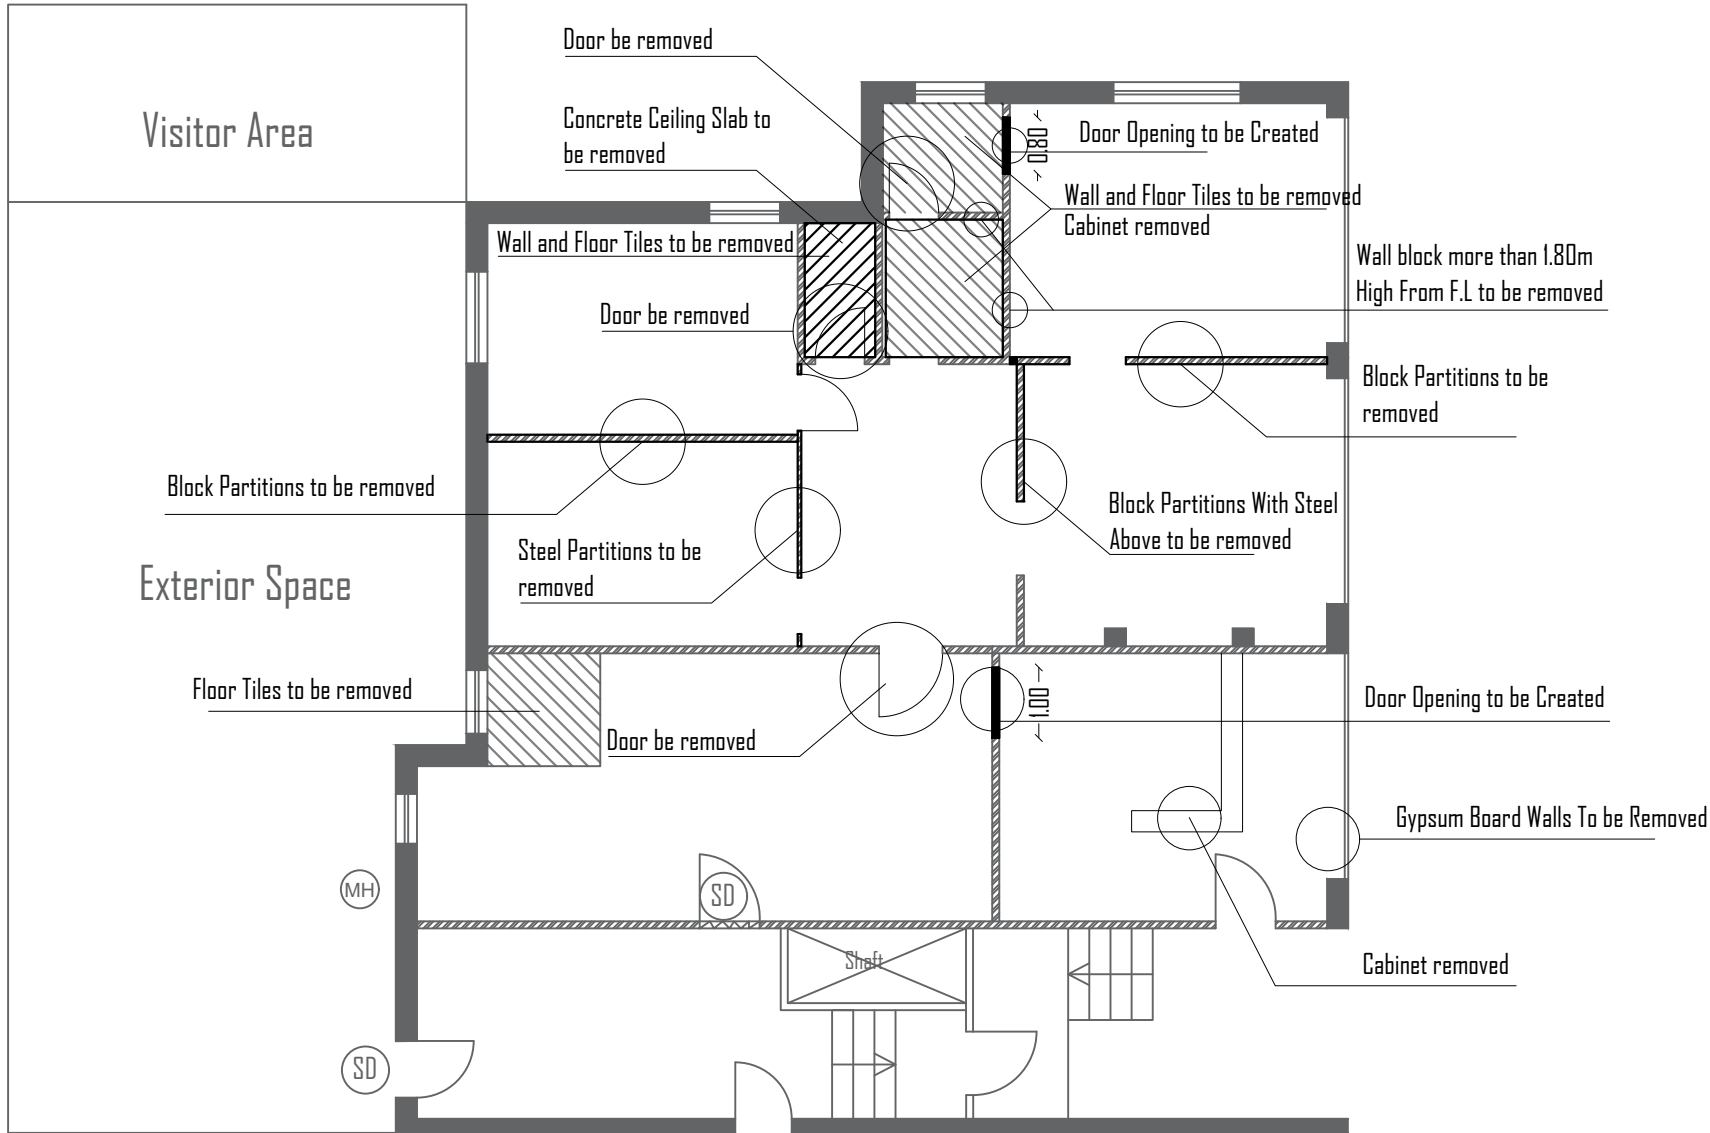 Door be removed
Visitor Area
Concrete Ceiling Slab to
be removed
0.80
Door Opening to be Created
Wall and Floor Tiles to be removed
Cabinet removed
Wall and Floor Tiles to be removed
Wall block more than 1.80m
High From F.L to be removed
Door be removed
Block Partitions to be
removed
Block Partitions to be removed
Block Partitions With Steel
Above to be removed
Steel Partitions to be
removed
Exterior Space
Floor Tiles to be removed
1.00
Door Opening to be Created
Door be removed
Gypsum Board Walls To be Removed
MH
SD
Shaft
Cabinet removed
SD